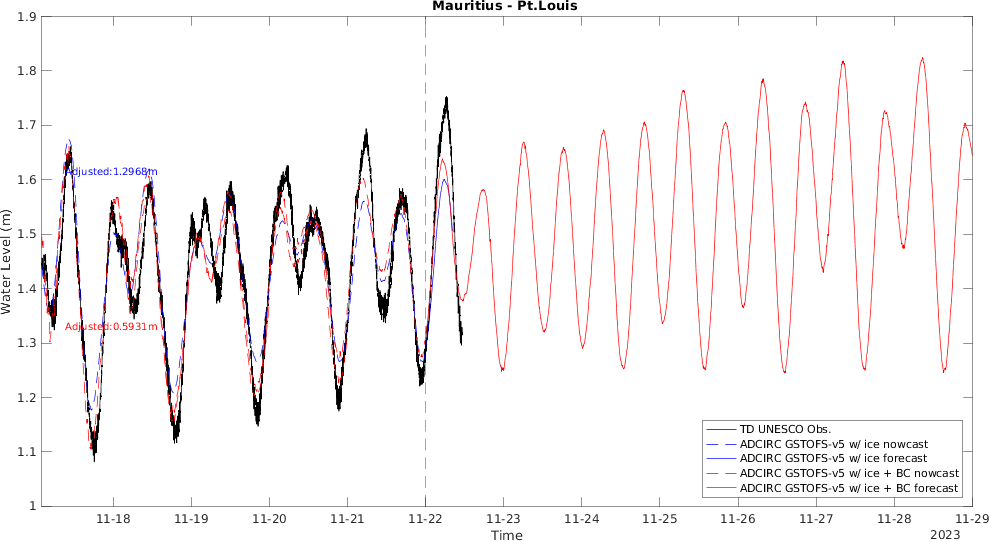 Mauritius - Pt.Louis
Water Level (m)
1.9
1.8
1.7
1.6
1.5
1.4
1.3
1.2
1.1
1
Adjusted:1.2968m
Adjusted:0.5931m
TD UNESCO Obs.
ADCIRC GSTOFS-v5 w/ ice nowcast
ADCIRC GSTOFS-v5 w/ ice forecast
ADCIRC GSTOFS-v5 w/ ice + BC nowcast
ADCIRC GSTOFS-v5 w/ ice + BC forecast
11-18 11-19 11-20 11-21 11-22 11-23 11-24 11-25 11-26 11-27 11-28 11-29
Time
2023